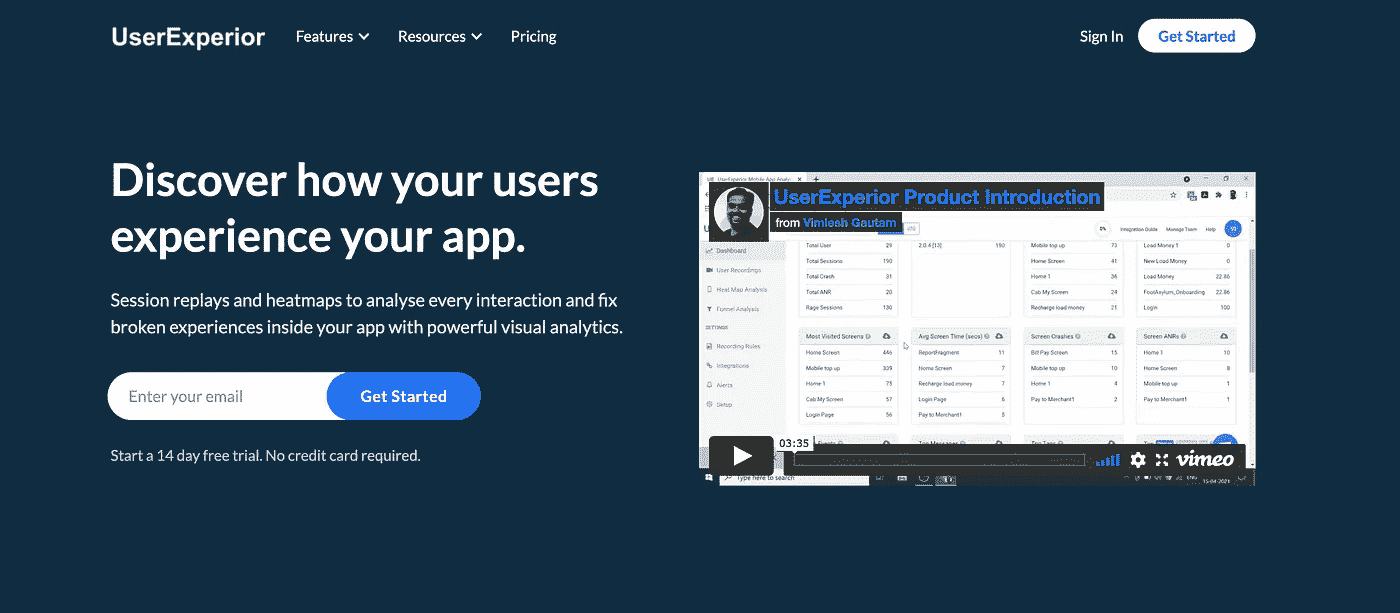 UserExperior
Features
Resources
Pricing
Sign In
Get Started
Discover how your users
experience your app.
Session replays and heatmaps to analyse every interaction and fix
broken experiences inside your app with powerful visual analytics.
Enter your email
Get Started
Start a 14 day free trial. No credit card required.
UserExperior Product Introduction
from Vimlesh Gautam
Integration Guide
Manage Team
Help
Dashboard
User Recordings
Heat Map Analysis
Funnel Analysis
SETTINGS
Recording Rules
Integrations
Alerts
Setup
Total User 29
Total Sessions 190
Total Crash 31
Total ANR 20
Rage Sessions 130
2.0.4 [13] 190
Mobile top up 73
Home Screen 41
Home 1 36
Cab My Screen 24
Recharge load money 21
Load Money 1 0
New Load Money 0
Load Money 22.86
FootAsylum_Onboarding 22.86
Login 100
Most Visited Screens
Home Screen 446
Mobile top up 339
Home 1 75
Cab My Screen 57
Login Page 56
Avg Screen Time (secs)
ReportFragment 11
Home Screen 7
Recharge load money 7
Login Page 6
Pay to Merchant1 5
Screen Crashes
Bill Pay Screen 15
Mobile top up 10
Home 1 4
Pay to Merchant1 2
Screen ANRs
Home 1 10
Home Screen 8
Mobile top up 1
Pay to Merchant1 1
03:35
vimeo
Type here to search
15-04-2021